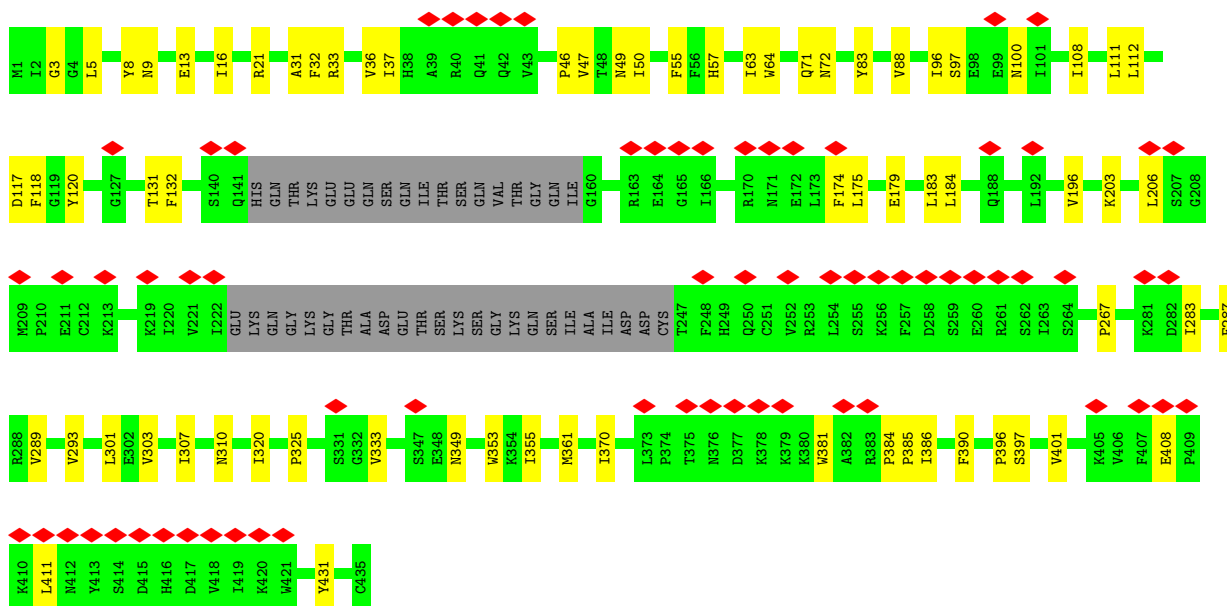 M1 I2 G3 G4 L5 Y8 N9 E13 I16 R21 A31 F32 R33 V36 I37 H38 A39 R40 Q41 Q42 V43 P46 V47 T48 N49 I50 F55 F56 H57 I63 W64 Q71 N72 Y83 V88 I96 S97 E98 E99 N100 I101 I108 L111 L112
D117 F118 G119 Y120 G127 T131 F132 S140 Q141 HIS GLN THR LYS GLU GLU GLN SER GLN ILE THR SER GLN VAL THR GLY GLN ILE G160 R163 E164 G165 I166 R170 N171 E172 L173 F174 L175 E179 L183 L184 Q188 L192 V196 K203 L206 S207 G208
M209 P210 E211 C212 K213 K219 I220 V221 I222 GLU LYS GLN GLY LYS GLY THR ALA ASP GLU THR SER LYS SER GLY LYS GLN SER ILE ALA ILE ASP ASP CYS T247 F248 H249 Q250 C251 V252 R253 L254 S255 K256 F257 D258 S259 E260 R261 S262 I263 S264 P267 K281 D282 I283
R288 V289 V293 L301 E302 V303 I307 N310 I320 P325 S331 G332 V333 S347 E348 N349 W353 K354 I355 M361 I370 L373 P374 T375 N376 D377 K378 K379 K380 W381 A382 R383 P384 P385 I386 F390 P396 S397 V401 K405 V406 F407 E408 P409
K410 L411 N412 Y413 S414 D415 H416 D417 V418 I419 K420 W421 Y431 C435